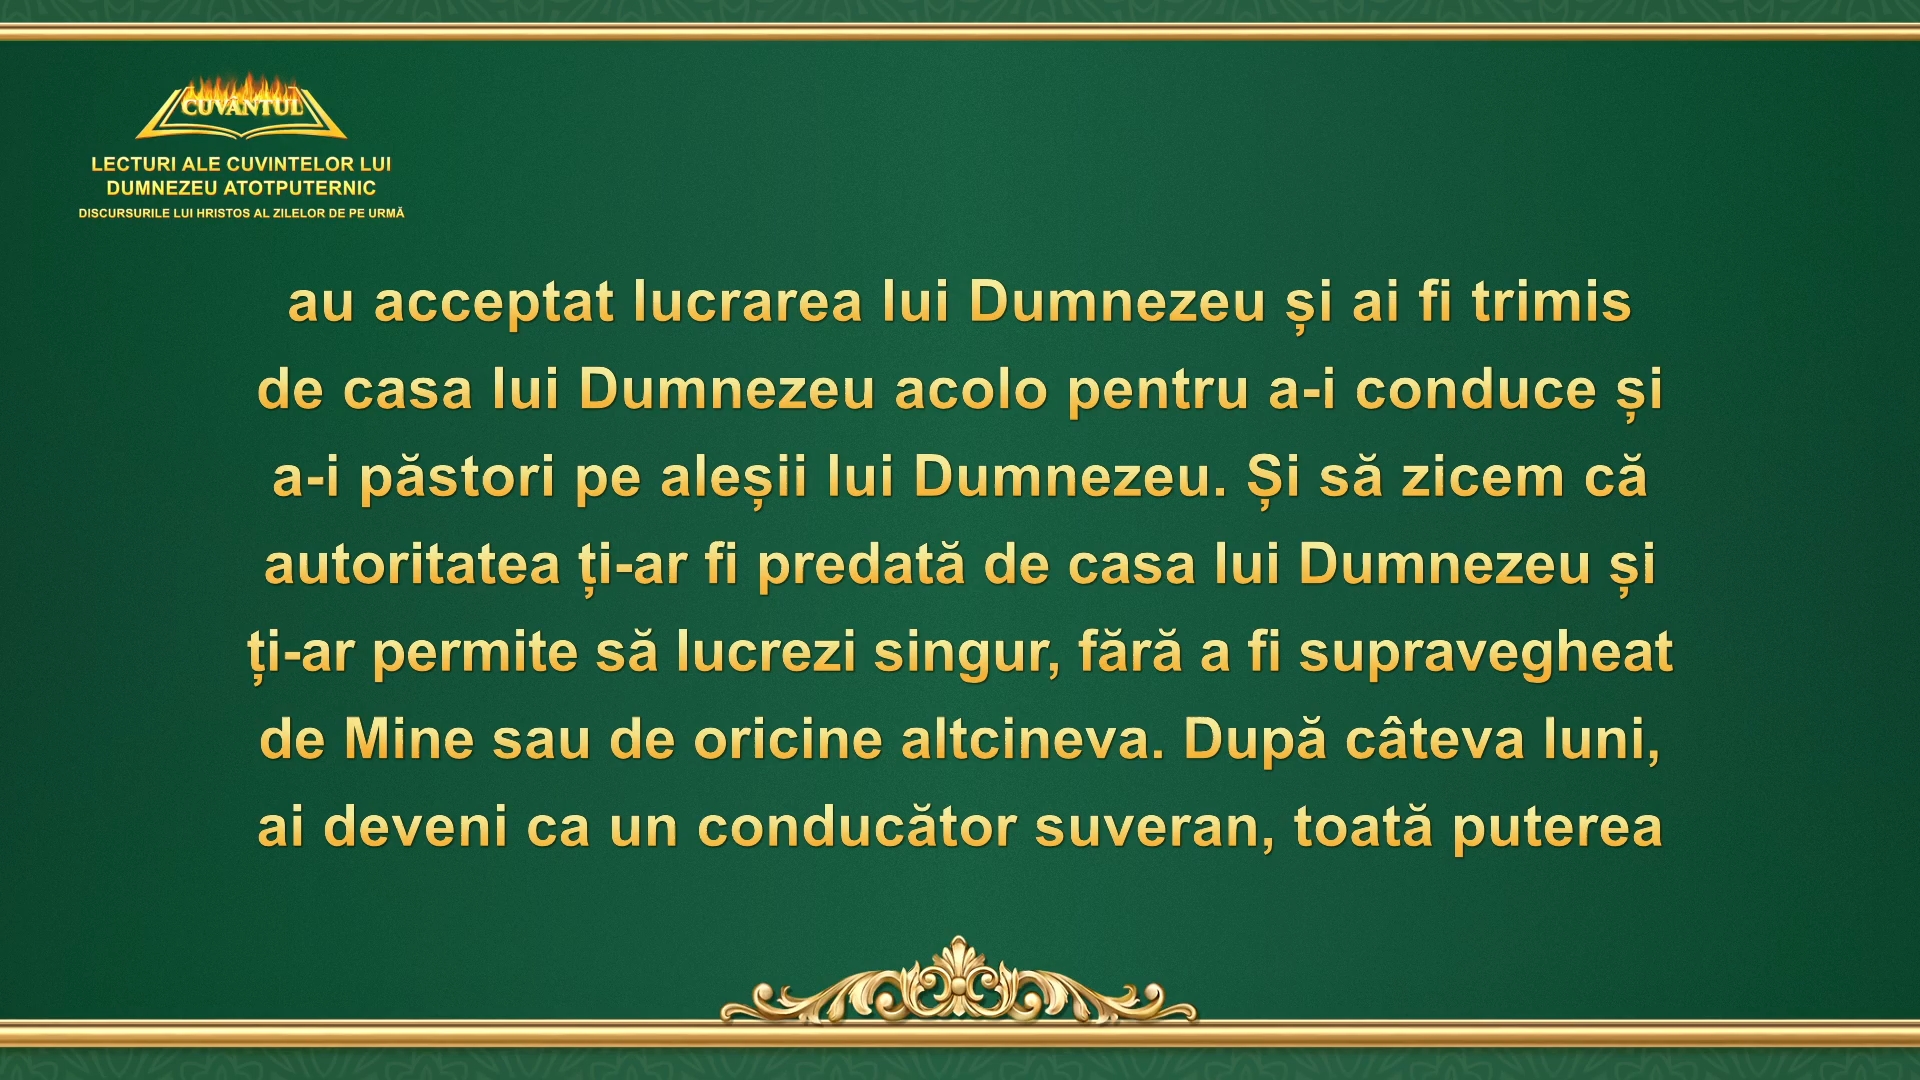 CUVÂNTUL
LECTURI ALE CUVINTELOR LUI
DUMNEZEU ATOTPUTERNIC
DISCURSURILE LUI HRISTOS AL ZILELOR DE PE URMĂ
au acceptat lucrarea lui Dumnezeu și ai fi trimis
de casa lui Dumnezeu acolo pentru a-i conduce și
a-i păstori pe aleșii lui Dumnezeu. Și să zicem că
autoritatea ți-ar fi predată de casa lui Dumnezeu și
ți-ar permite să lucrezi singur, fără a fi supravegheat
de Mine sau de oricine altcineva. După câteva luni,
ai deveni ca un conducător suveran, toată puterea